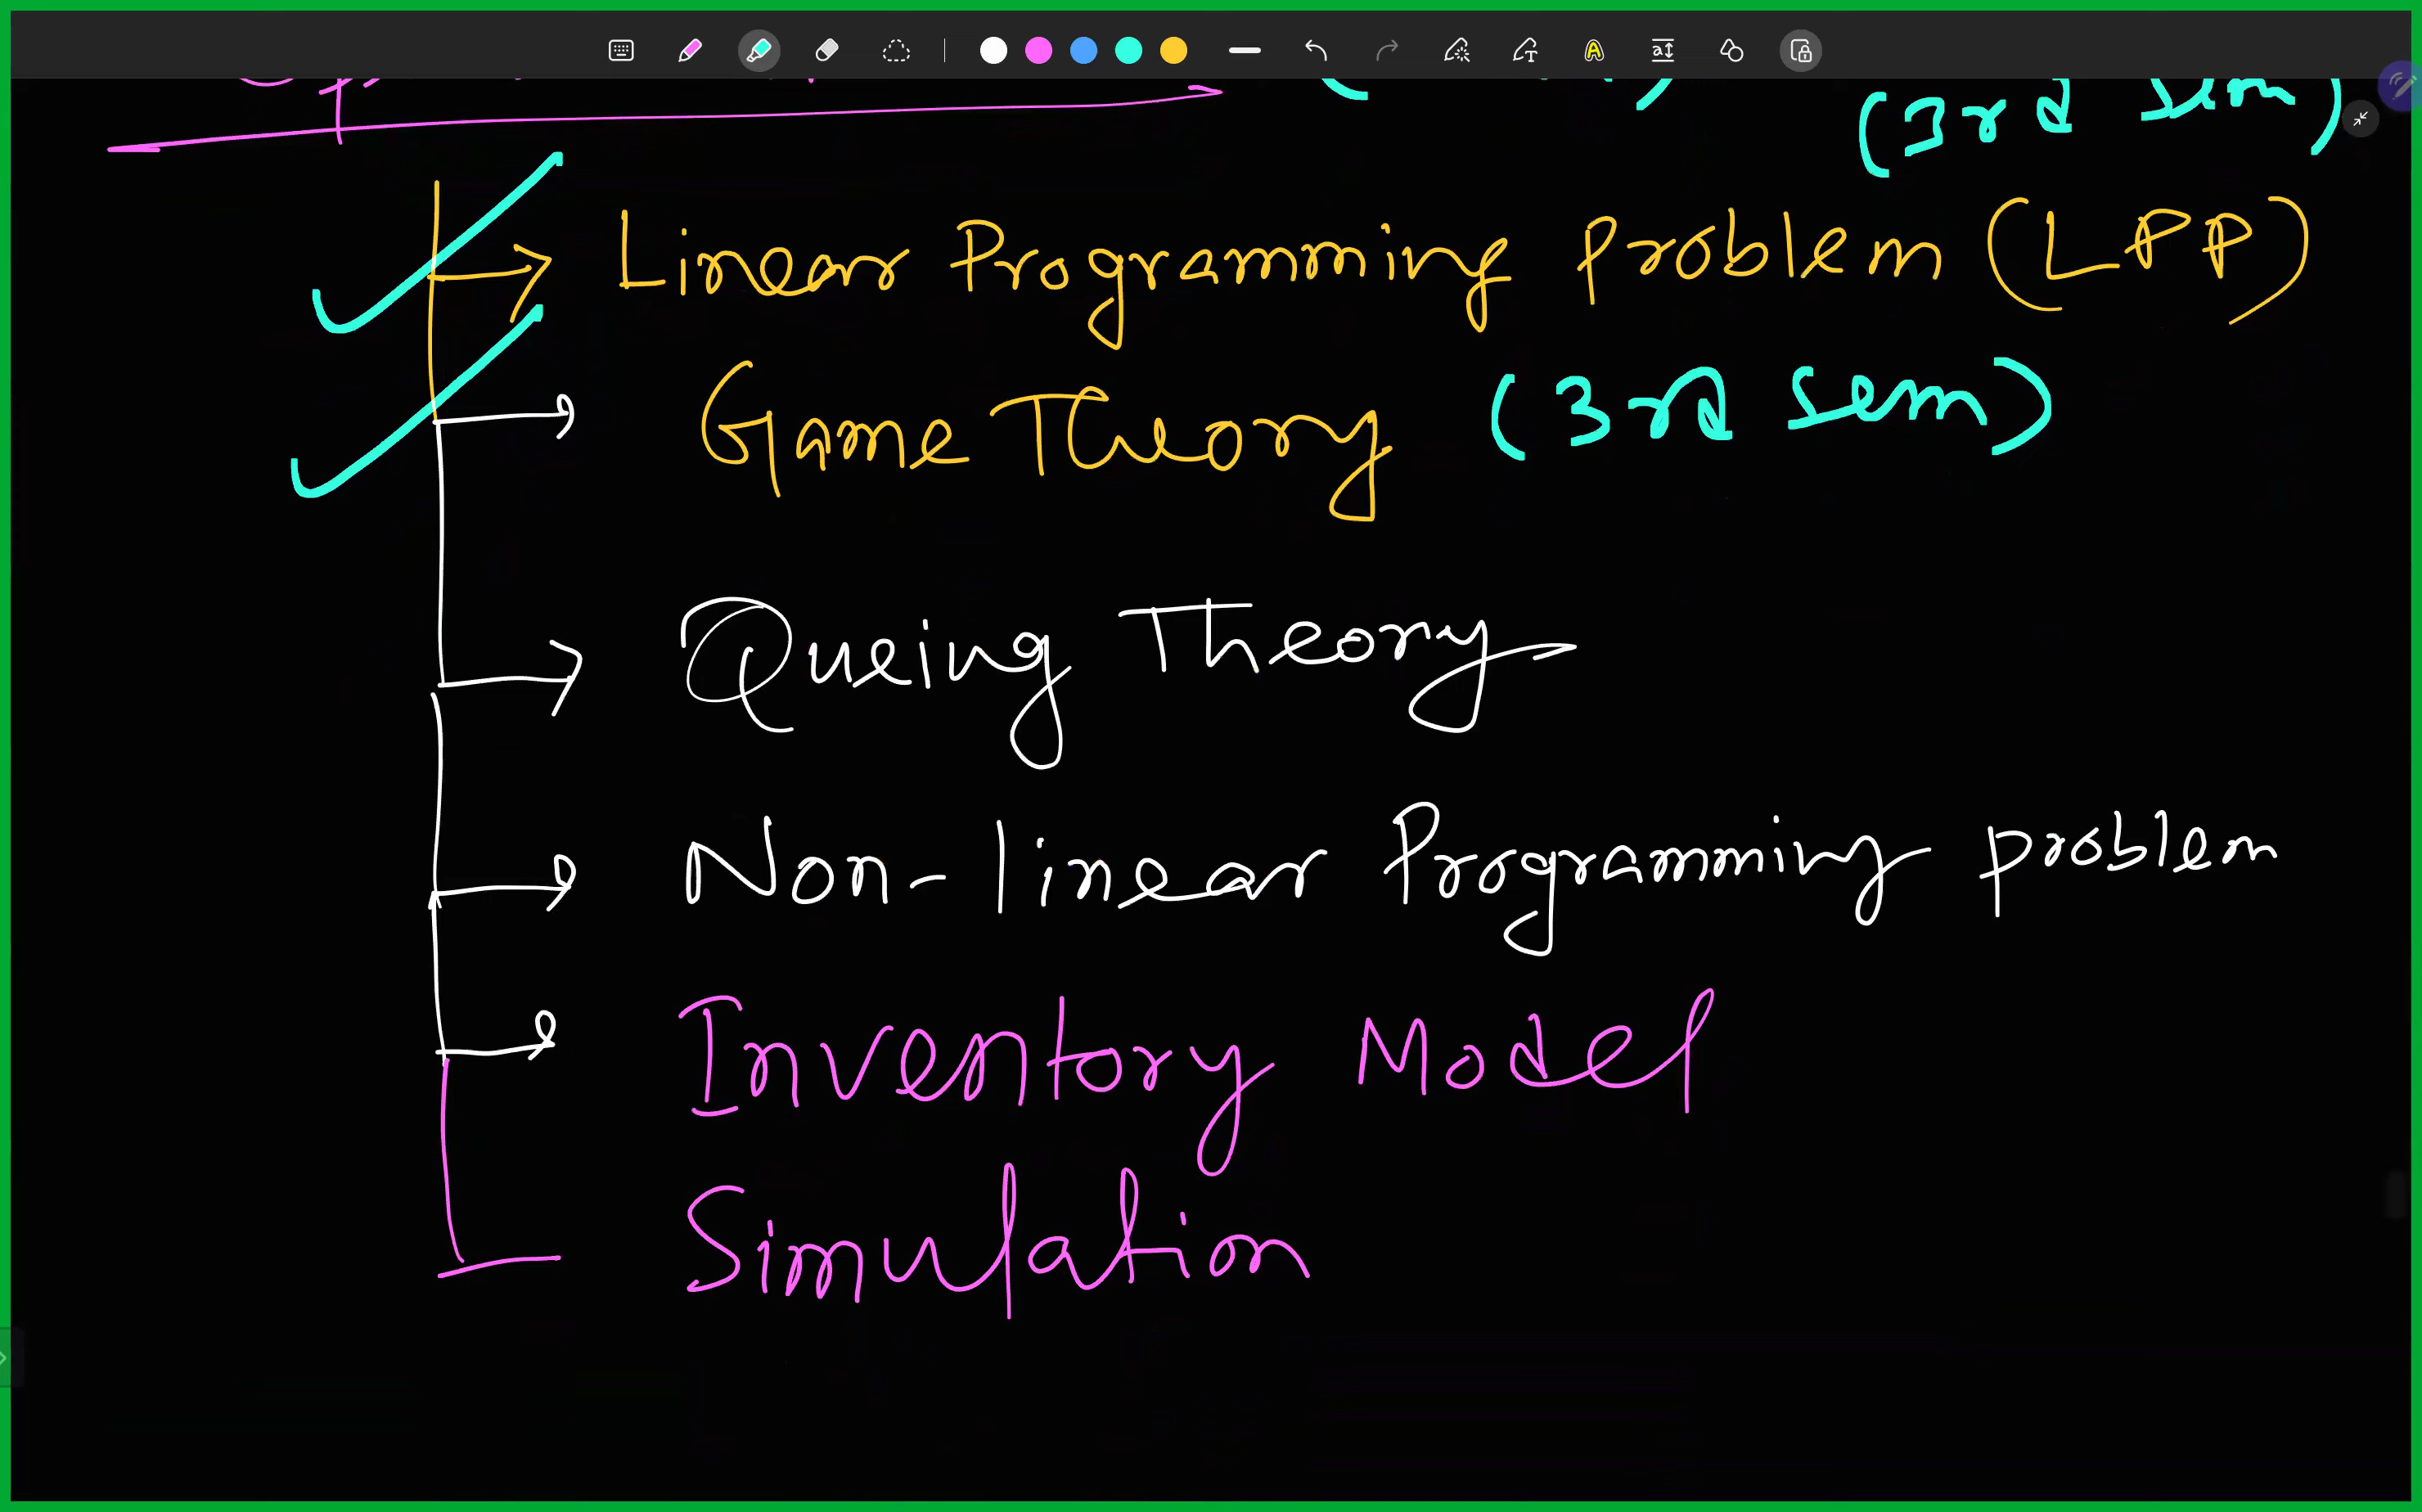 (3rd Sem)
Linear Programming Problem (LPP)
Game Theory (3rd Sem)
Queing Theory
Non-linear Programming problem
Inventory Model
Simulation